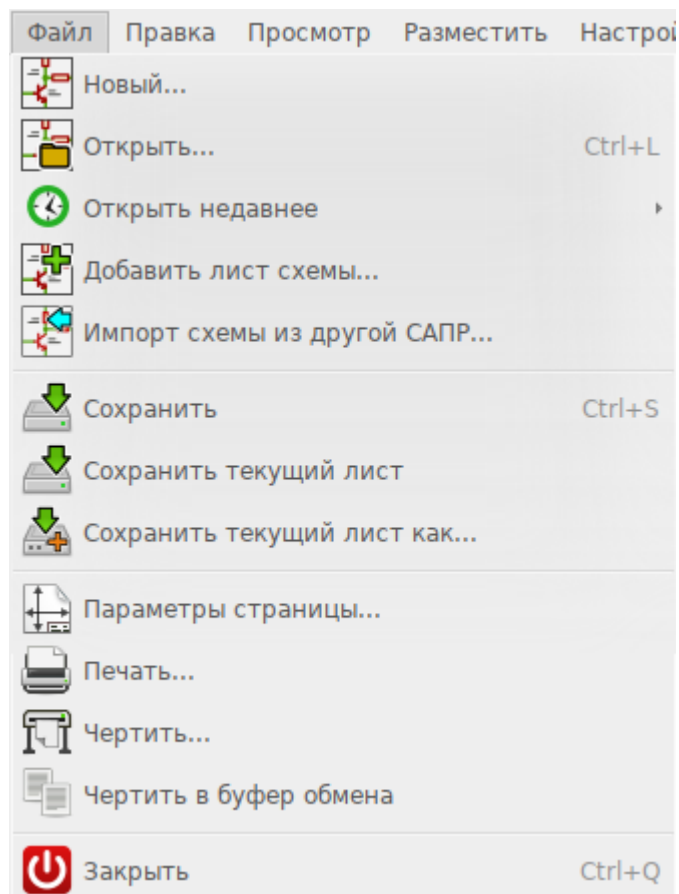 Файл Правка Просмотр Разместить Настрой
Новый...
Открыть... Ctrl+L
Открыть недавнее
Добавить лист схемы...
Импорт схемы из другой САПР...
Сохранить Ctrl+S
Сохранить текущий лист
Сохранить текущий лист как...
Параметры страницы...
Печать...
Чертить...
Чертить в буфер обмена
Закрыть Ctrl+Q